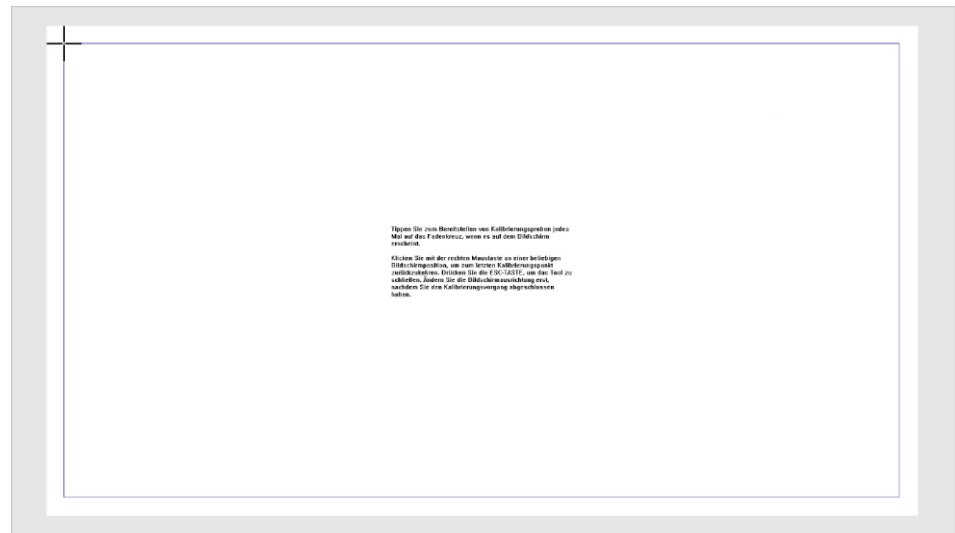 Tippen Sie zum Bereitstellen von Kalibrierungsproben jedes
Mal auf das Fadenkreuz, wenn es auf dem Bildschirm
erscheint.
Klicken Sie mit der rechten Maustaste an einer beliebigen
Bildschirmposition, um zum letzten Kalibrierungspunkt
zurückzukehren. Drücken Sie die ESC-TASTE, um das Tool zu
schließen. Ändern Sie die Bildschirmausrichtung erst,
nachdem Sie den Kalibrierungsvorgang abgeschlossen
haben.